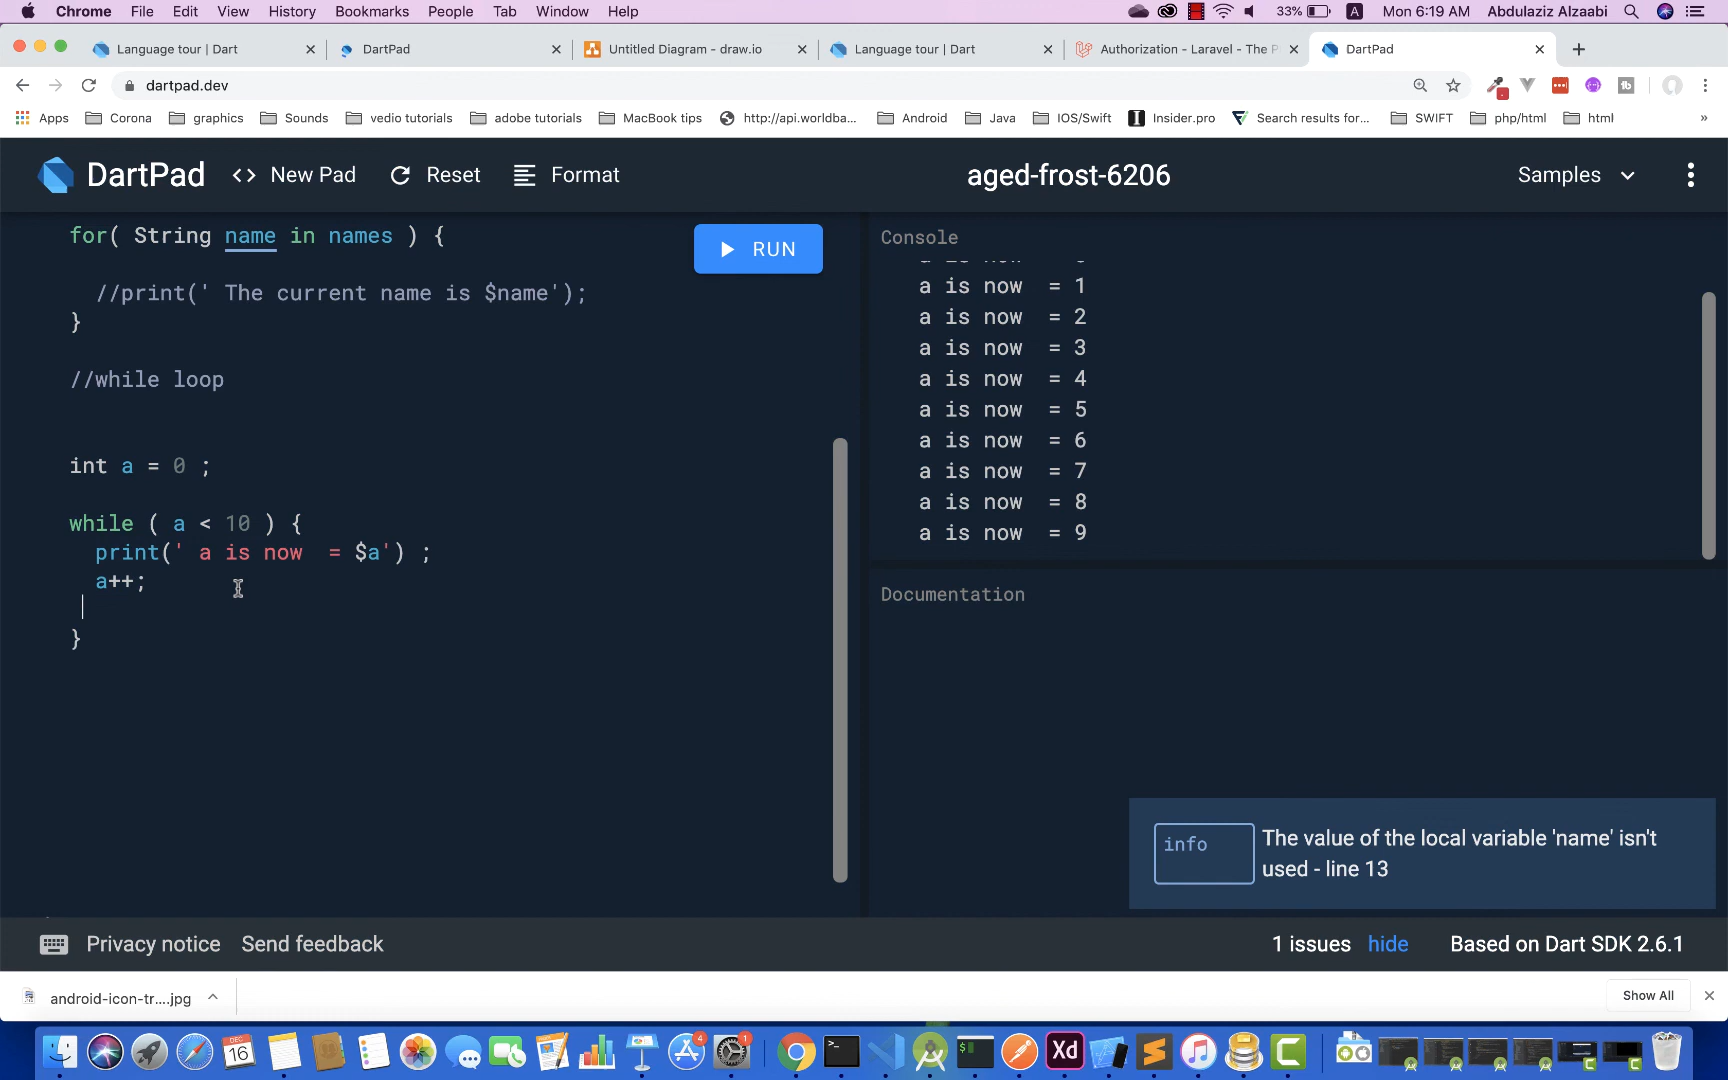 Chrome File Edit View History Bookmarks People Tab Window Help 33% A Mon 6:19 AM Abdulaziz Alzaabi
Language tour | Dart DartPad Untitled Diagram - draw.io Language tour | Dart Authorization - Laravel - The P DartPad
dartpad.dev
Apps Corona graphics Sounds vedio tutorials adobe tutorials MacBook tips http://api.worldba... Android Java IOS/Swift Insider.pro Search results for... SWIFT php/html html »
DartPad <> New Pad Reset Format aged-frost-6206 Samples
for( String name in names ) {
RUN
//print(' The current name is $name');
}
//while loop
int a = 0 ;
while ( a < 10 ) {
print(' a is now  = $a') ;
a++;
}
Console
a is now  = 1
a is now  = 2
a is now  = 3
a is now  = 4
a is now  = 5
a is now  = 6
a is now  = 7
a is now  = 8
a is now  = 9
Documentation
info
The value of the local variable 'name' isn't
used - line 13
Privacy notice Send feedback 1 issues hide Based on Dart SDK 2.6.1
android-icon-tr....jpg Show All
DEC
16
4
1
Xd